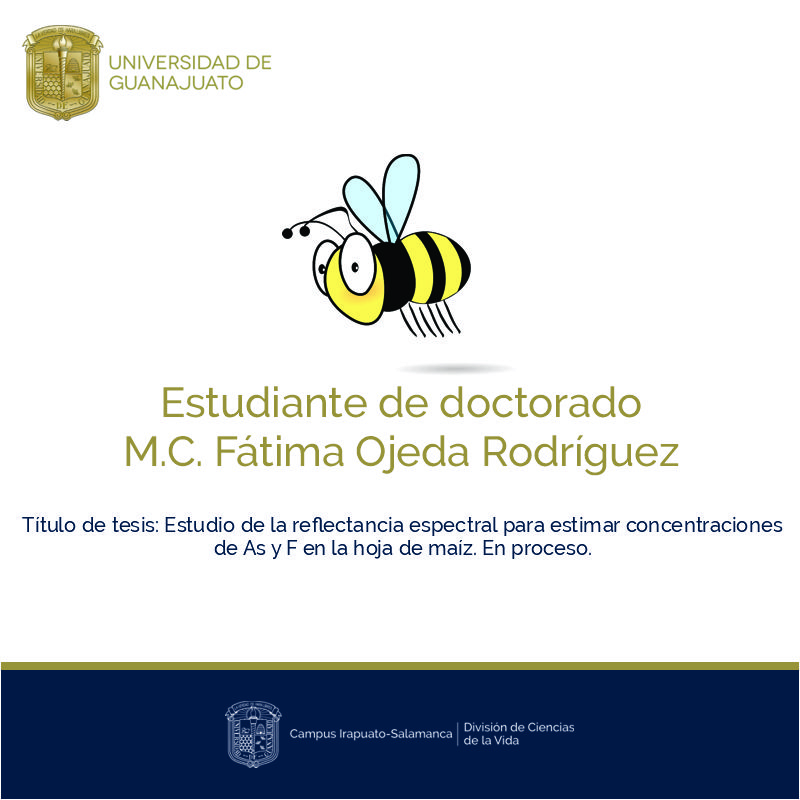 UNIVERSIDAD DE
GUANAJUATO
Estudiante de doctorado
M.C. Fátima Ojeda Rodríguez
Título de tesis: Estudio de la reflectancia espectral para estimar concentraciones
de As y F en la hoja de maíz. En proceso.
Campus Irapuato-Salamanca
División de Ciencias
de la Vida